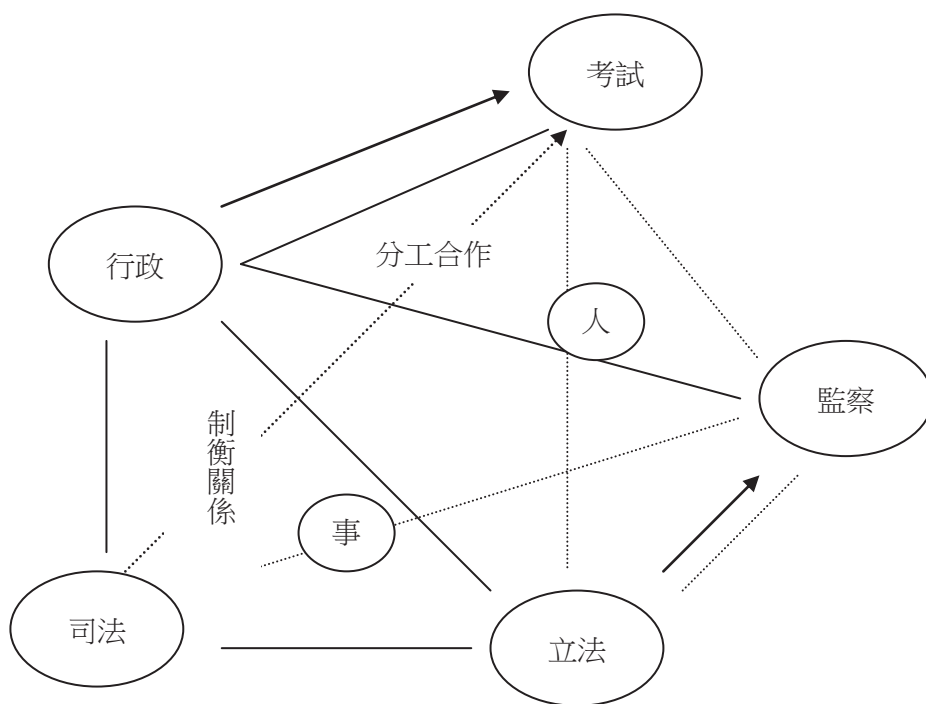 考試
行政
分工合作
人
監察
制衡關係
事
司法
立法